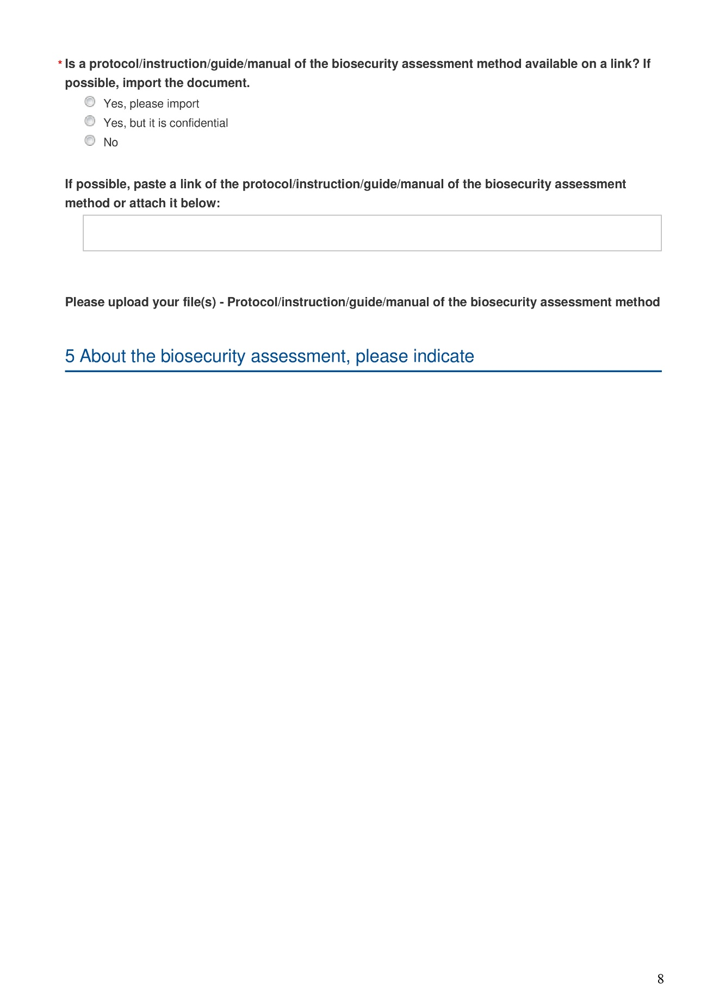 * Is a protocol/instruction/guide/manual of the biosecurity assessment method available on a link? If
possible, import the document.
Yes, please import
Yes, but it is confidential
No
If possible, paste a link of the protocol/instruction/guide/manual of the biosecurity assessment
method or attach it below:
Please upload your file(s) - Protocol/instruction/guide/manual of the biosecurity assessment method
5 About the biosecurity assessment, please indicate
8